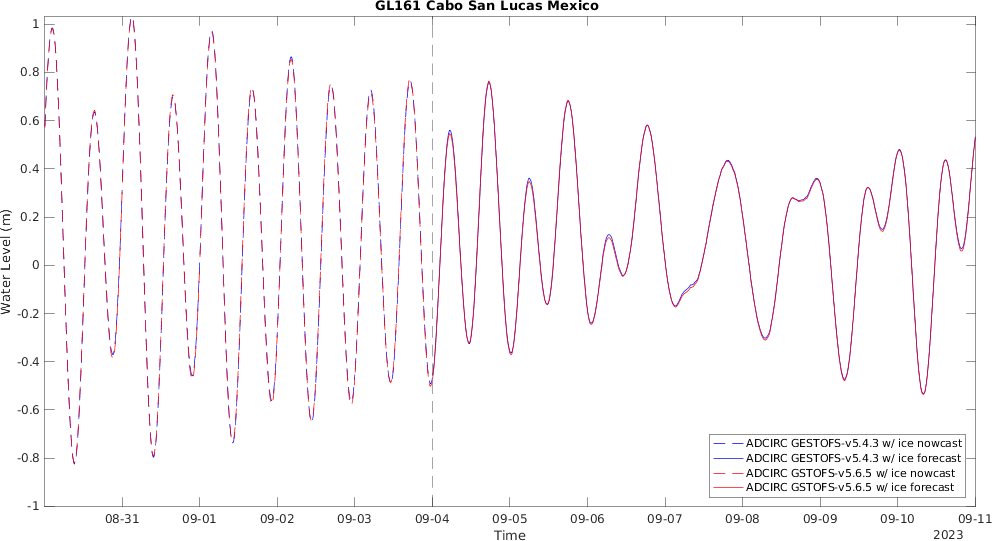 GL161 Cabo San Lucas Mexico
1
0.8
0.6
0.4
0.2
0
-0.2
-0.4
-0.6
-0.8
-1
Water Level (m)
ADCIRC GESTOFS-v5.4.3 w/ ice nowcast
ADCIRC GESTOFS-v5.4.3 w/ ice forecast
ADCIRC GSTOFS-v5.6.5 w/ ice nowcast
ADCIRC GSTOFS-v5.6.5 w/ ice forecast
08-31 09-01 09-02 09-03 09-04 09-05 09-06 09-07 09-08 09-09 09-10 09-11
Time
2023